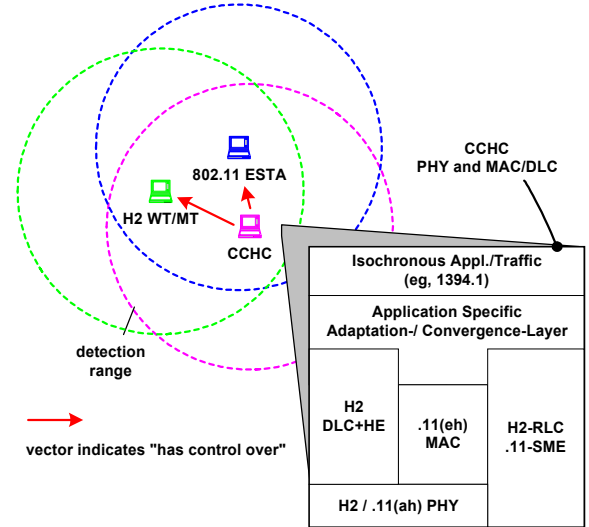 802.11 ESTA
H2 WT/MT
CCHC
detection
range
vector indicates "has control over"
CCHC
PHY and MAC/DLC
Isochronous Appl./Traffic
(eg, 1394.1)
Application Specific
Adaptation-/ Convergence-Layer
H2
DLC+HE
.11(eh)
MAC
H2-RLC
.11-SME
H2 / .11(ah) PHY